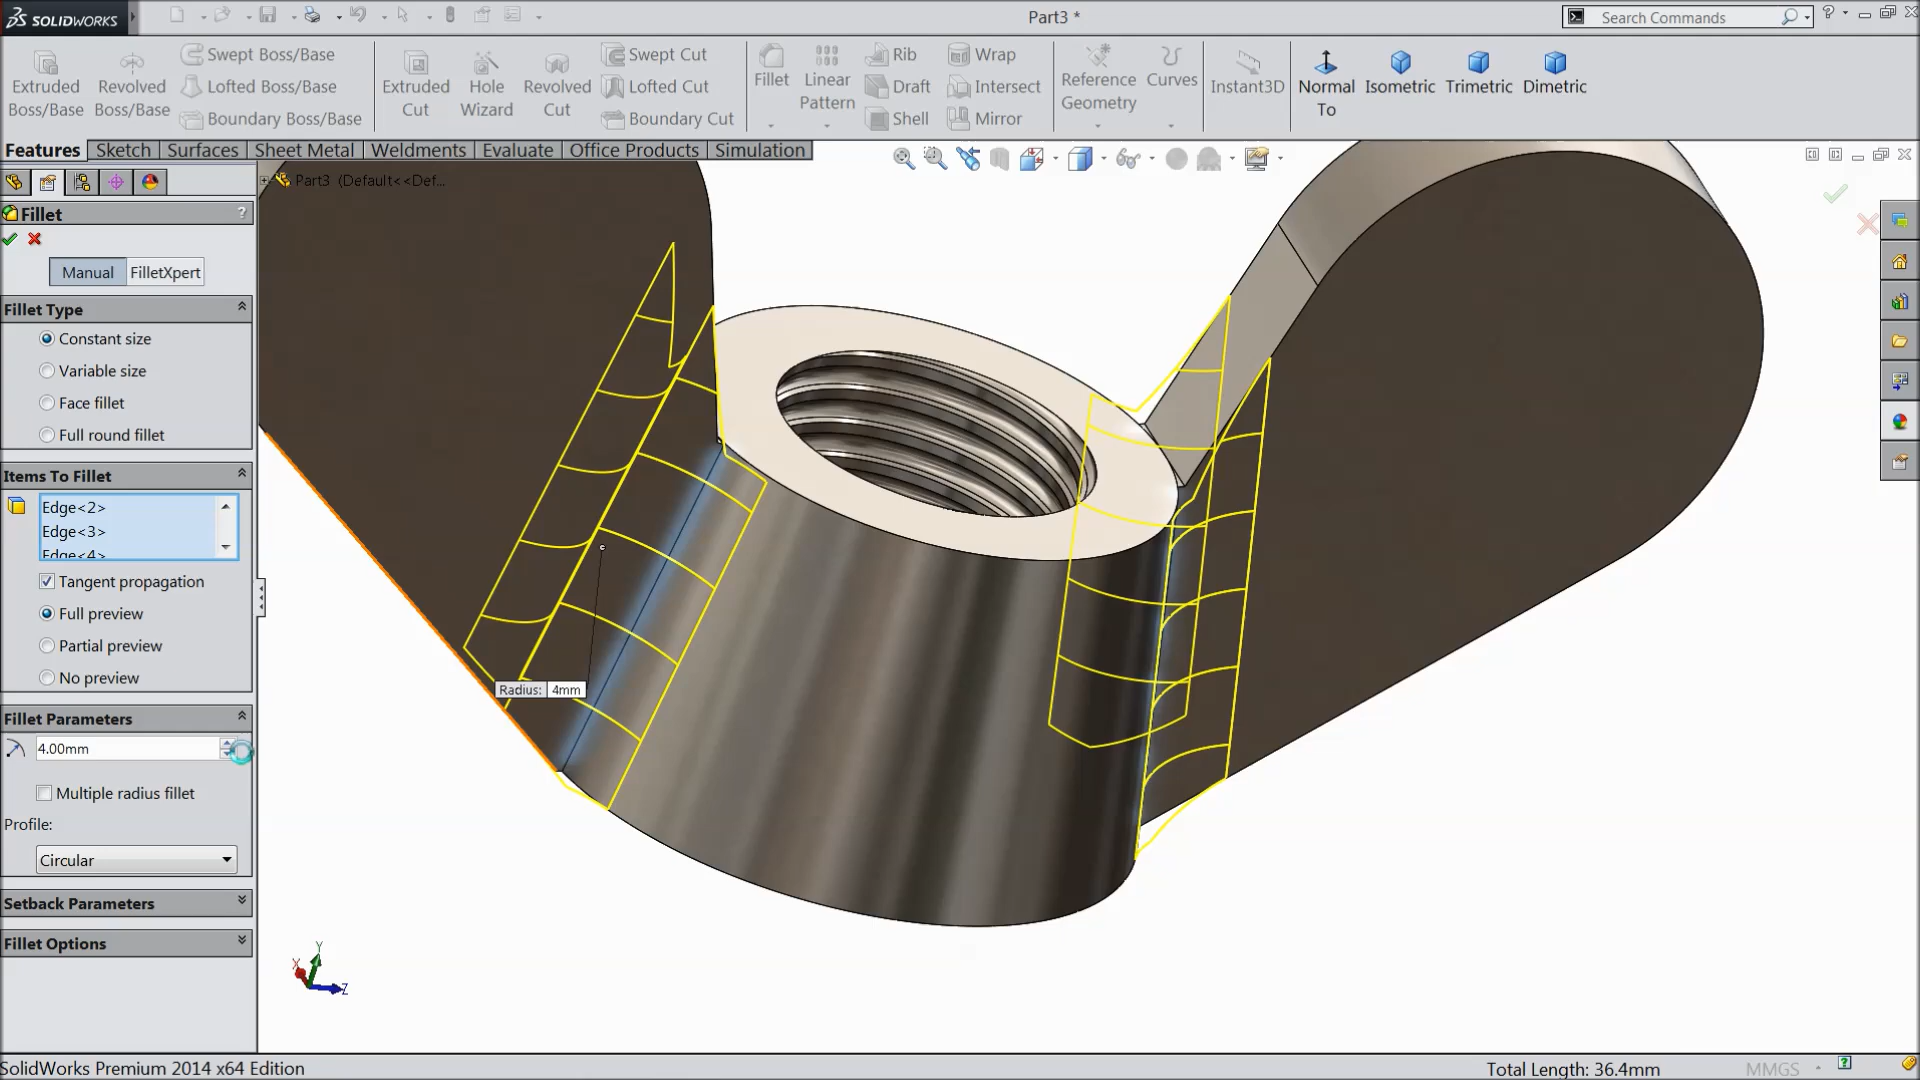 SOLIDWORKS
Part3 *
Search Commands
Extruded Boss/Base
Revolved Boss/Base
Swept Boss/Base
Lofted Boss/Base
Boundary Boss/Base
Extruded Cut
Hole Wizard
Revolved Cut
Swept Cut
Lofted Cut
Boundary Cut
Fillet
Linear Pattern
Rib
Draft
Shell
Wrap
Intersect
Mirror
Reference Geometry
Curves
Instant3D
Normal To
Isometric
Trimetric
Dimetric
Features
Sketch
Surfaces
Sheet Metal
Weldments
Evaluate
Office Products
Simulation
Part3 (Default<<Def...
Fillet
?
Manual
FilletXpert
Fillet Type
Constant size
Variable size
Face fillet
Full round fillet
Items To Fillet
Edge<2>
Edge<3>
Edge<4>
Tangent propagation
Full preview
Partial preview
No preview
Fillet Parameters
4.00mm
Multiple radius fillet
Profile:
Circular
Setback Parameters
Fillet Options
Radius: 4mm
Y
X
Z
SolidWorks Premium 2014 x64 Edition
Total Length: 36.4mm
MMGS